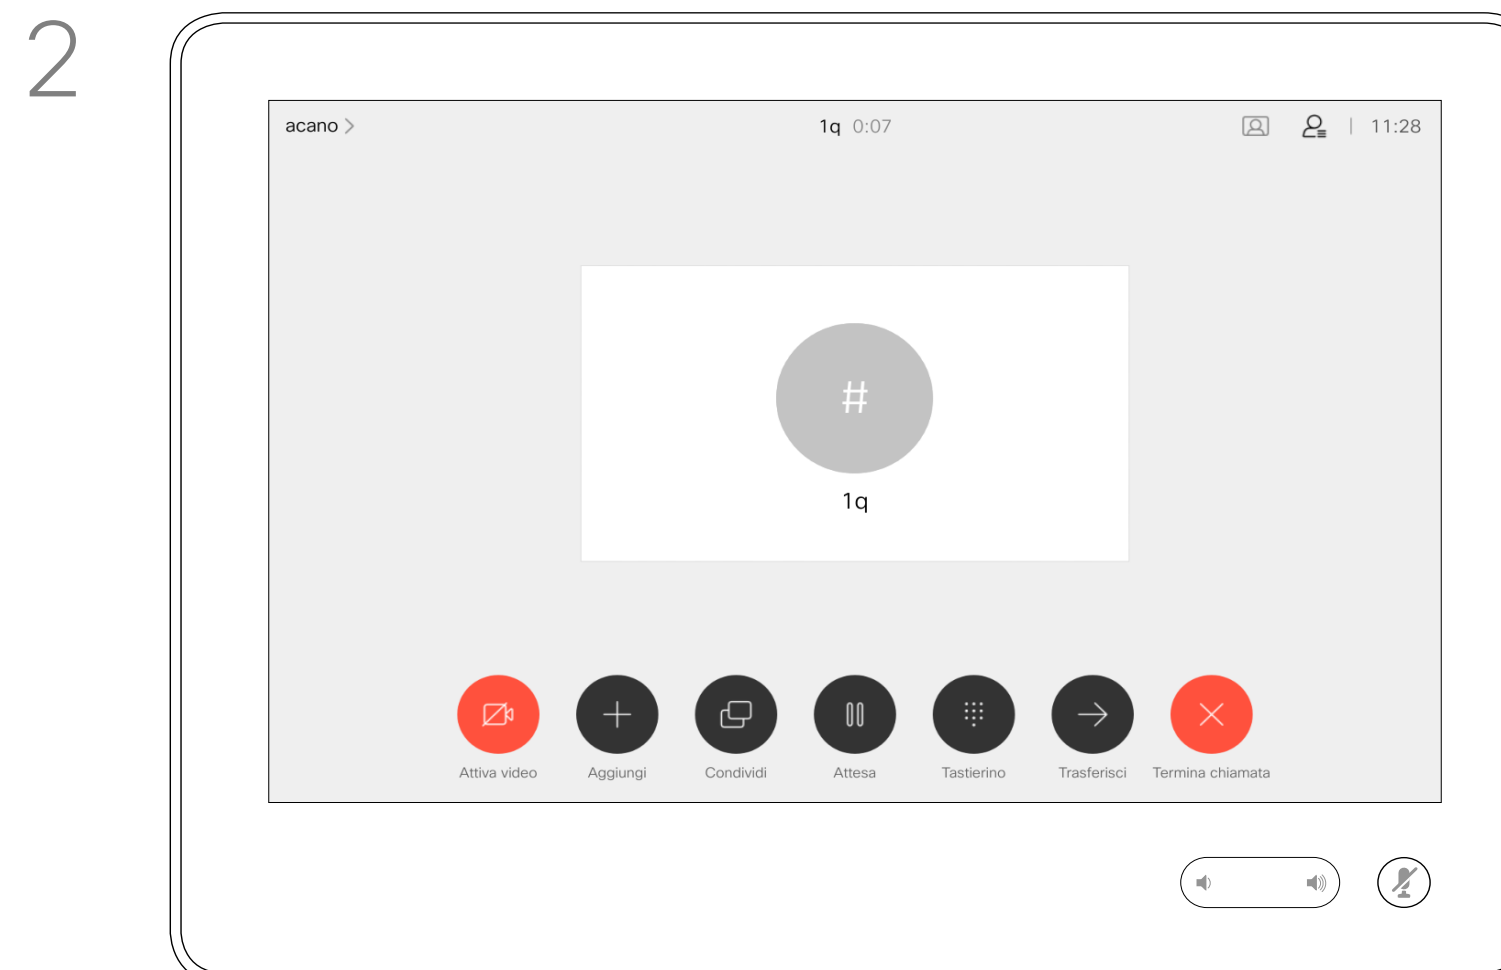 2
acano
1q 0:07
11:28
#
1q
Attiva video
Aggiungi
Condividi
Attesa
Tastierino
Trasferisci
Termina chiamata